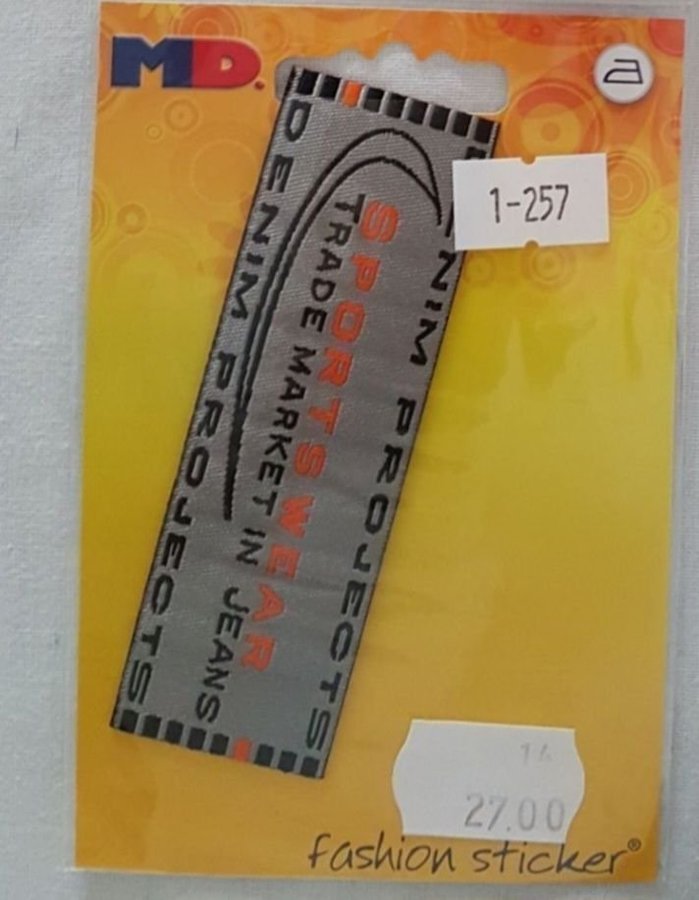 MD.
1-257
DENIM PROJECTS
SPORTSWEAR
TRADE MARKET IN JEANS
NIM PROJECTS
27.00
fashion sticker®